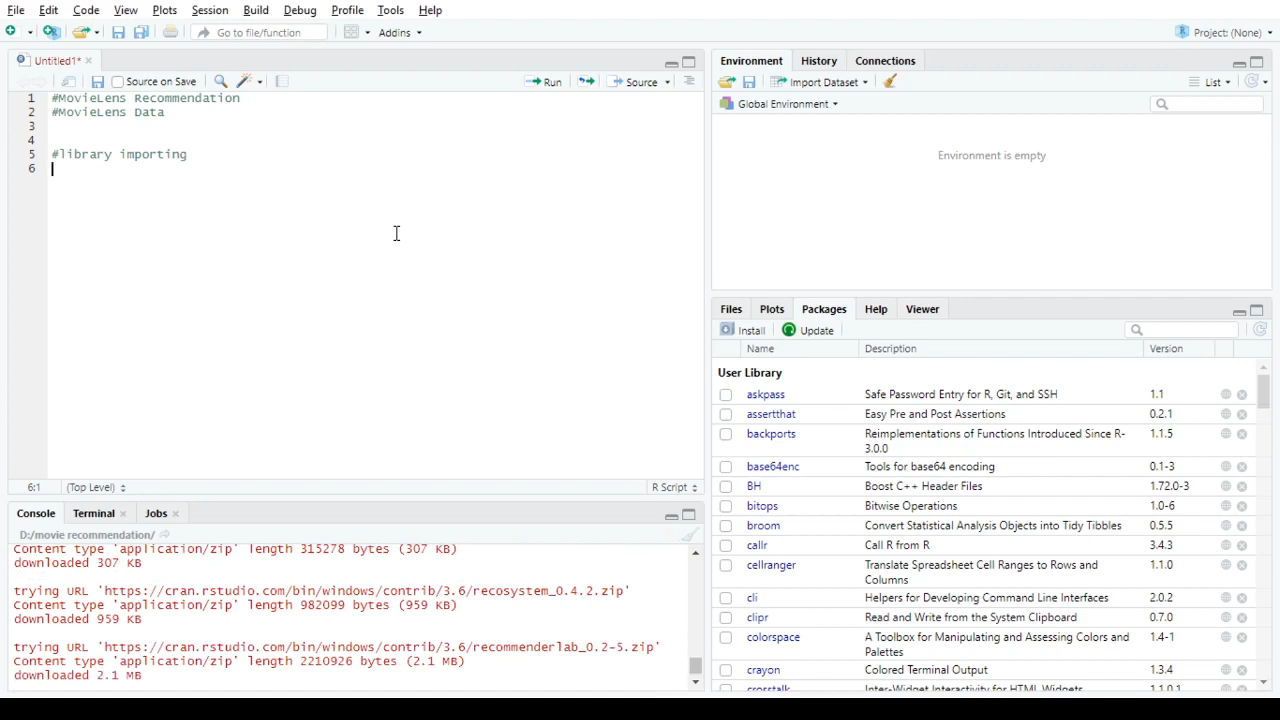 File Edit Code View Plots Session Build Debug Profile Tools Help
Go to file/function Addins Project: (None)
Untitled1*
Source on Save Run Source
1 #MovieLens Recommendation
2 #MovieLens Data
3
4
5 #library importing
6
6:1 (Top Level) R Script
Console Terminal Jobs
D:/movie recommendation/
Content type 'application/zip' length 315278 bytes (307 KB)
downloaded 307 KB
trying URL 'https://cran.rstudio.com/bin/windows/contrib/3.6/recosystem_0.4.2.zip'
Content type 'application/zip' length 982099 bytes (959 KB)
downloaded 959 KB
trying URL 'https://cran.rstudio.com/bin/windows/contrib/3.6/recommenderlab_0.2-5.zip'
Content type 'application/zip' length 2210926 bytes (2.1 MB)
downloaded 2.1 MB
Environment History Connections
Import Dataset List
Global Environment
Environment is empty
Files Plots Packages Help Viewer
Install Update
Name Description Version
User Library
askpass Safe Password Entry for R, Git, and SSH 1.1
assertthat Easy Pre and Post Assertions 0.2.1
backports Reimplementations of Functions Introduced Since R- 1.1.5
3.0.0
base64enc Tools for base64 encoding 0.1-3
BH Boost C++ Header Files 1.72.0-3
bitops Bitwise Operations 1.0-6
broom Convert Statistical Analysis Objects into Tidy Tibbles 0.5.5
callr Call R from R 3.4.3
cellranger Translate Spreadsheet Cell Ranges to Rows and 1.1.0
Columns
cli Helpers for Developing Command Line Interfaces 2.0.2
clipr Read and Write from the System Clipboard 0.7.0
colorspace A Toolbox for Manipulating and Assessing Colors and 1.4-1
Palettes
crayon Colored Terminal Output 1.3.4
crosstalk Inter-Widget Interactivity for HTML Widgets 1.1.0.1